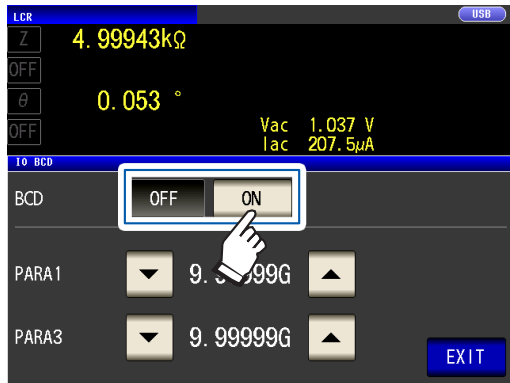 LCR USB
Z 4.99943kΩ
OFF
θ 0.053 °
OFF Vac 1.037 V
Iac 207.5μA
IO BCD
BCD OFF ON
PARA1 999G
PARA3 9.99999G
EXIT